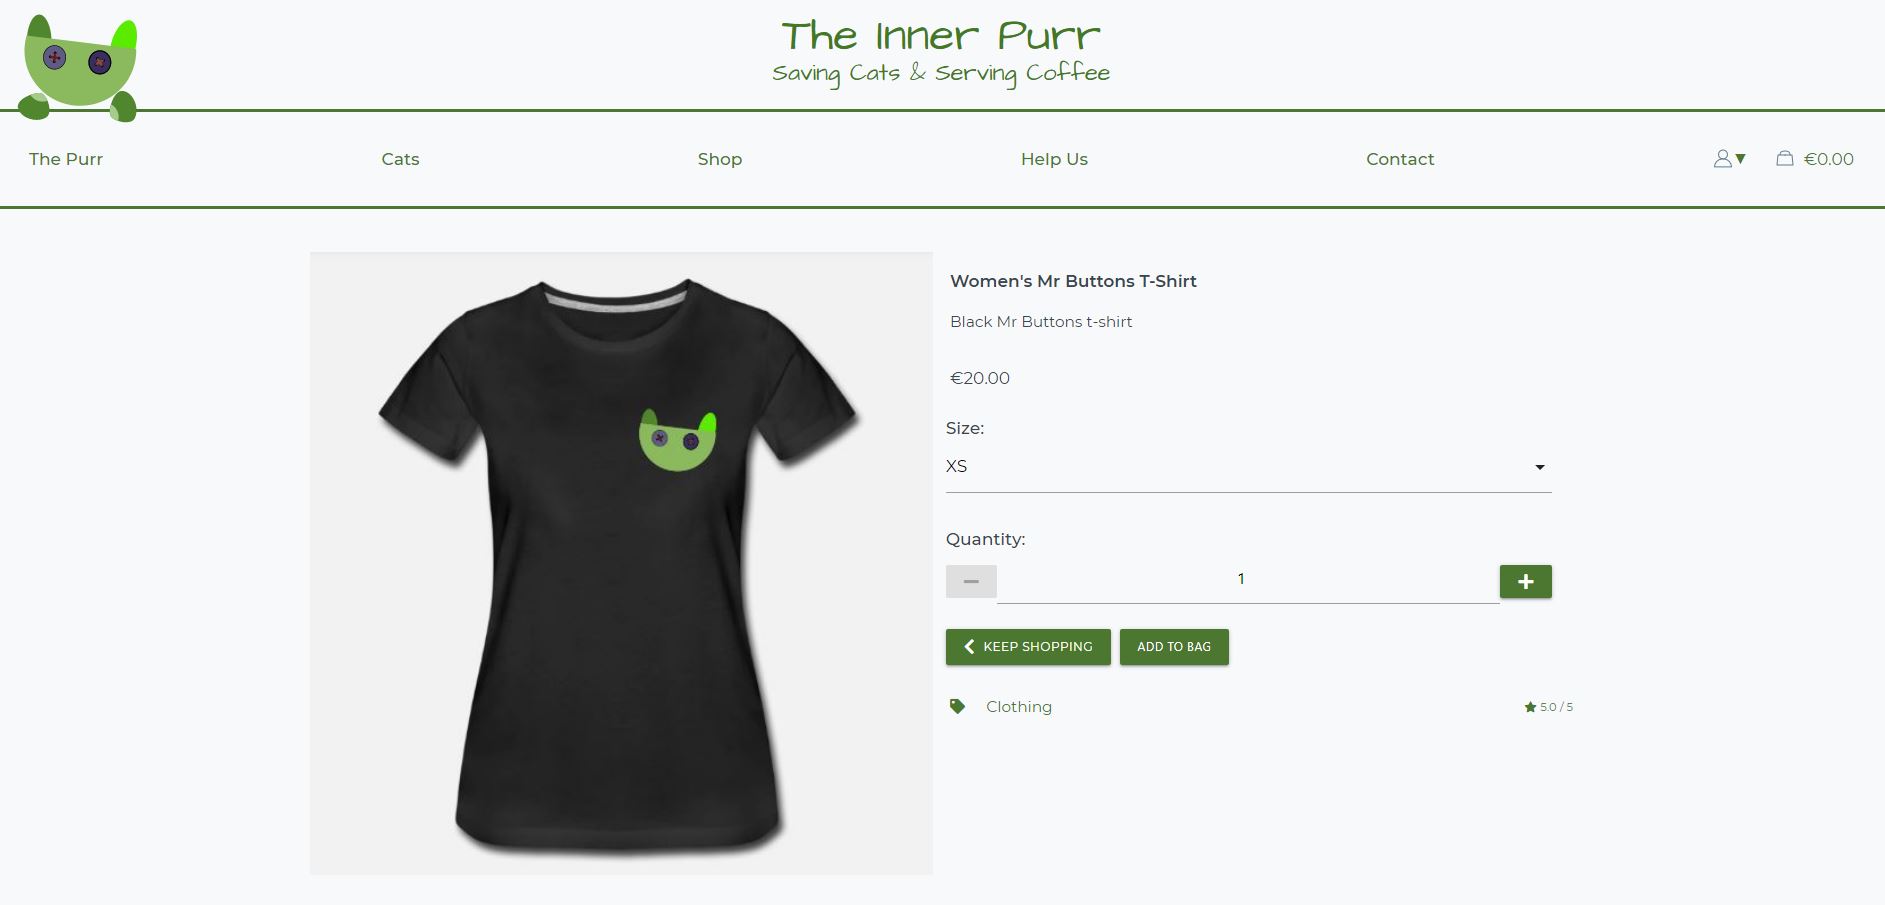 The Inner Purr
Saving Cats & Serving Coffee
The Purr
Cats
Shop
Help Us
Contact
€0.00
Women's Mr Buttons T-Shirt
Black Mr Buttons t-shirt
€20.00
Size:
XS
Quantity:
1
KEEP SHOPPING
ADD TO BAG
Clothing
5.0 / 5